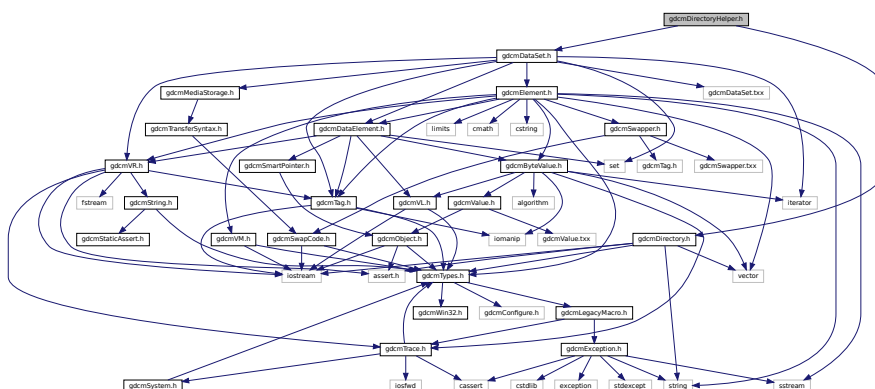 gdcmDirectoryHelper.h
gdcmDataSet.h
gdcmMediaStorage.h
gdcmElement.h
gdcmDataSet.txx
gdcmTransferSyntax.h
gdcmDataElement.h
limits
cmath
cstring
gdcmSwapper.h
gdcmVR.h
gdcmSmartPointer.h
gdcmByteValue.h
set
gdcmTag.h
gdcmSwapper.txx
fstream
gdcmString.h
gdcmTag.h
gdcmVL.h
gdcmValue.h
algorithm
iterator
gdcmStaticAssert.h
gdcmVM.h
gdcmSwapCode.h
gdcmObject.h
iomanip
gdcmValue.txx
gdcmDirectory.h
iostream
assert.h
gdcmTypes.h
vector
gdcmWin32.h
gdcmConfigure.h
gdcmLegacyMacro.h
gdcmTrace.h
gdcmException.h
gdcmSystem.h
iosfwd
cassert
cstdlib
exception
stdexcept
string
sstream